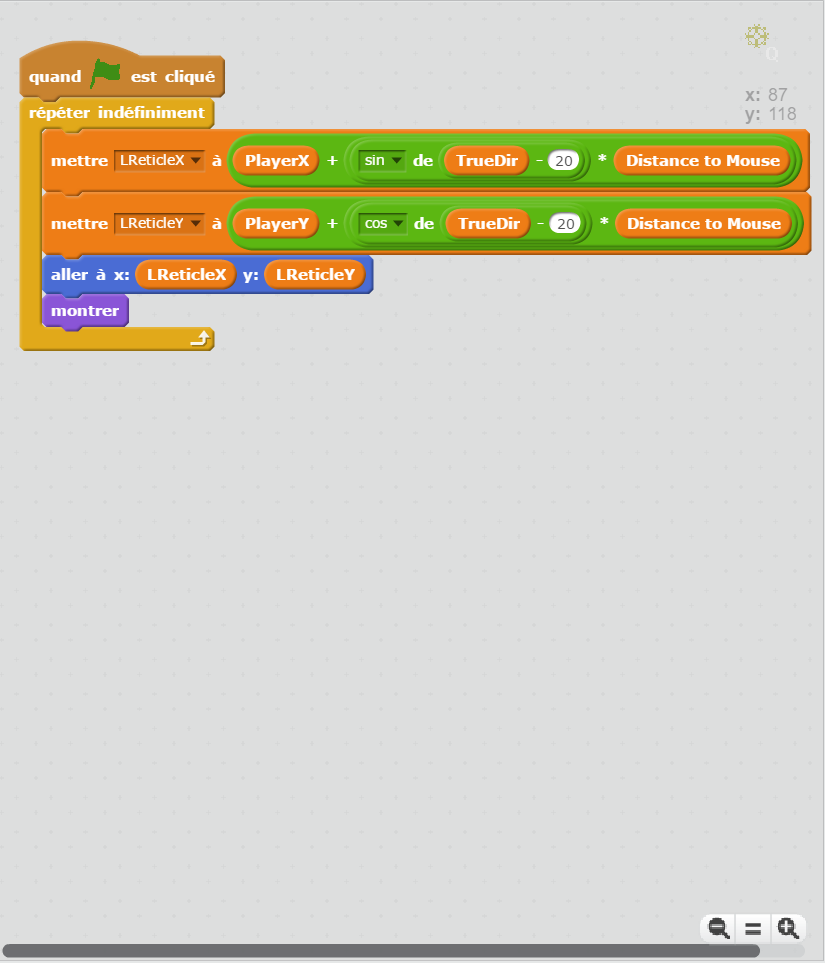 Q
x: 87
y: 118
quand est cliqué
répéter indéfiniment
mettre LReticleX à PlayerX + sin de TrueDir - 20 * Distance to Mouse
mettre LReticleY à PlayerY + cos de TrueDir - 20 * Distance to Mouse
aller à x: LReticleX y: LReticleY
montrer